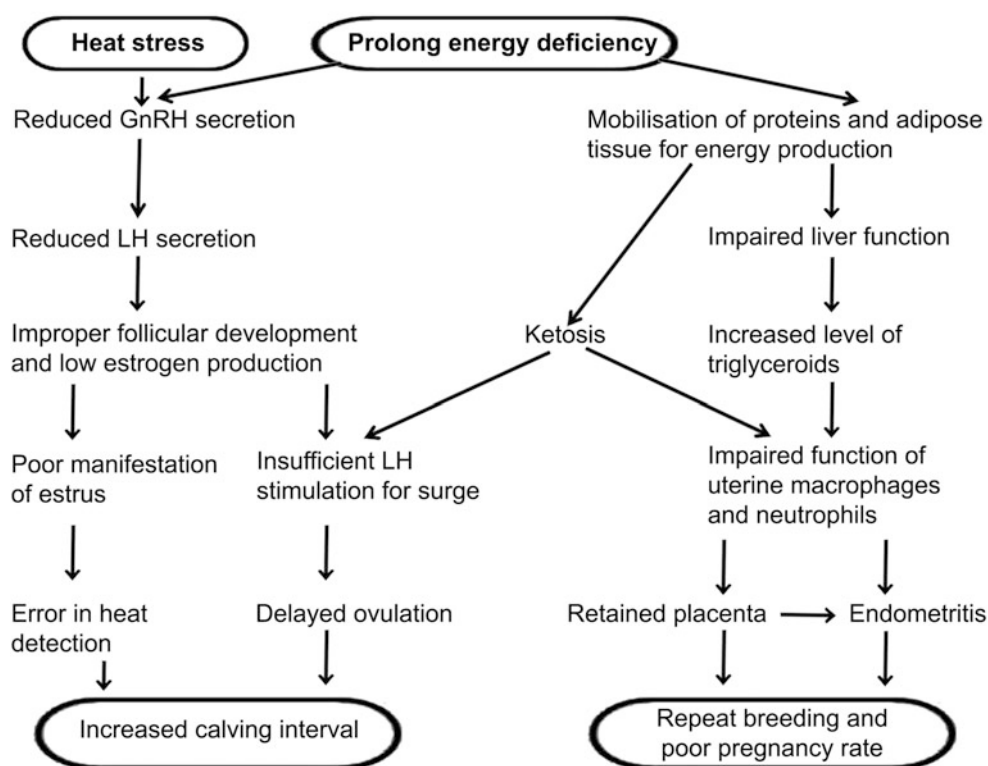 Heat stress
Prolong energy deficiency
Reduced GnRH secretion
Mobilisation of proteins and adipose
tissue for energy production
Reduced LH secretion
Impaired liver function
Improper follicular development
and low estrogen production
Ketosis
Increased level of
triglyceroids
Poor manifestation
of estrus
Insufficient LH
stimulation for surge
Impaired function of
uterine macrophages
and neutrophils
Error in heat
detection
Delayed ovulation
Retained placenta
Endometritis
Increased calving interval
Repeat breeding and
poor pregnancy rate